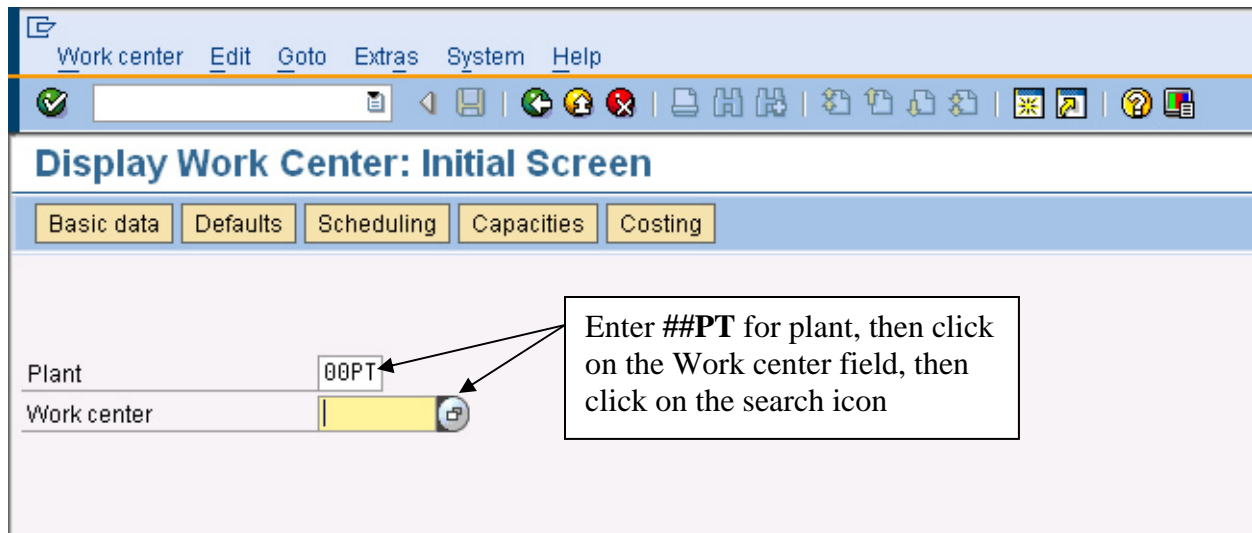 Work center Edit Goto Extras System Help
Display Work Center: Initial Screen
Basic data Defaults Scheduling Capacities Costing
Enter ##PT for plant, then click
on the Work center field, then
click on the search icon
Plant 00PT
Work center